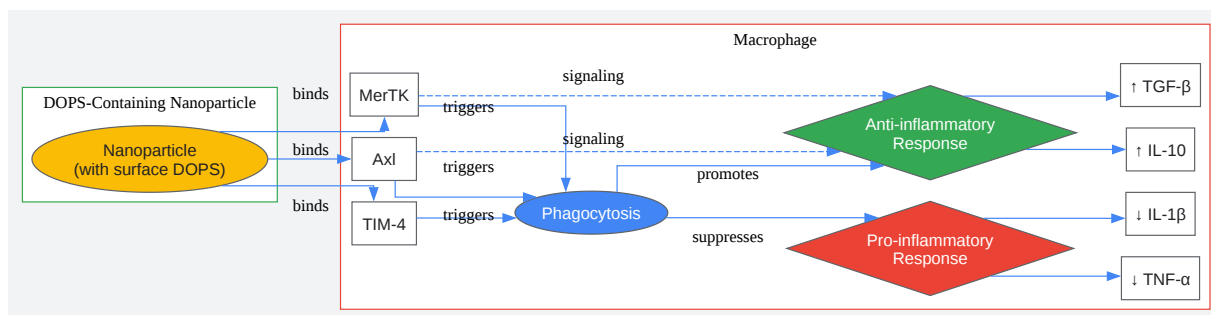 Macrophage
DOPS-Containing Nanoparticle
Nanoparticle
(with surface DOPS)
binds
binds
binds
MerTK
Axl
TIM-4
signaling
triggers
signaling
triggers
triggers
Phagocytosis
promotes
suppresses
Anti-inflammatory
Response
Pro-inflammatory
Response
↑ TGF-β
↑ IL-10
↓ IL-1β
↓ TNF-α